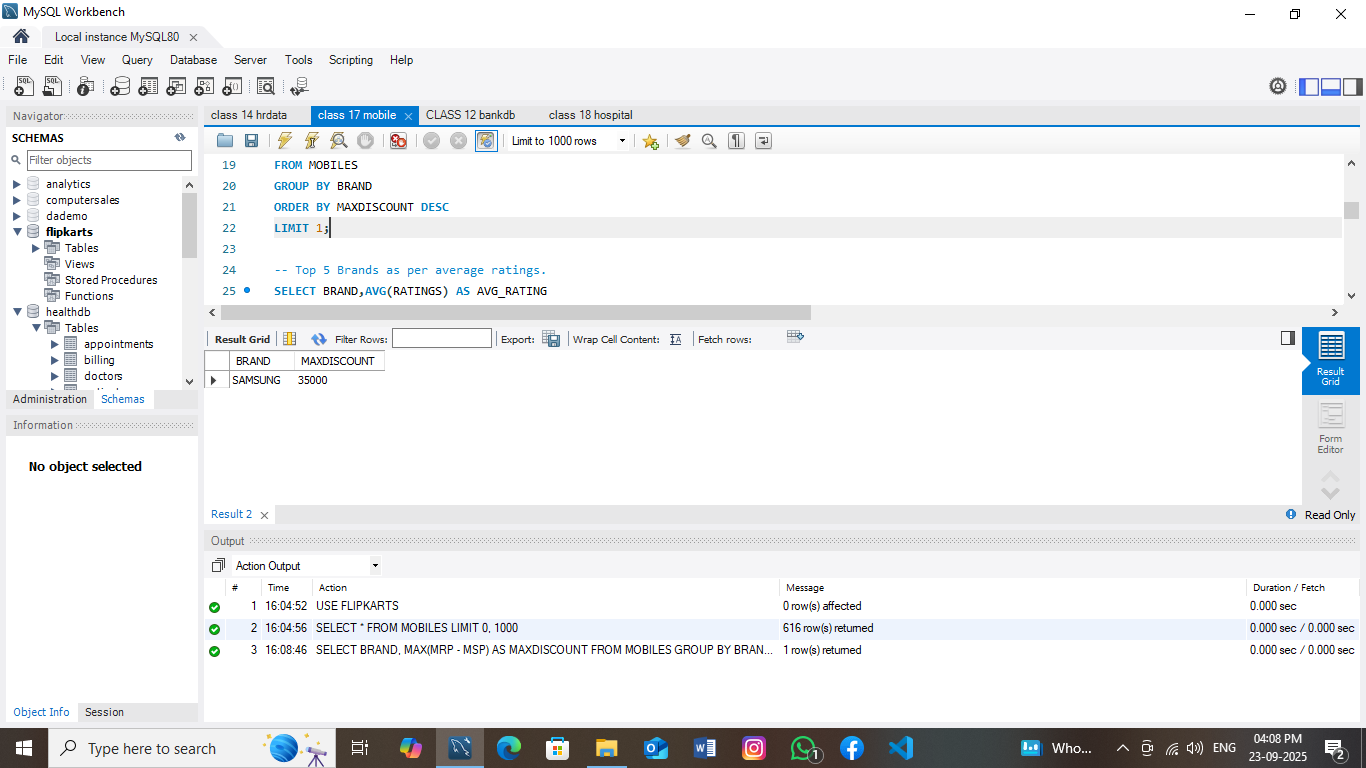 MySQL Workbench
Local instance MySQL80
File Edit View Query Database Server Tools Scripting Help
Navigator
SCHEMAS
Filter objects
analytics
computersales
dademo
flipkarts
Tables
Views
Stored Procedures
Functions
healthdb
Tables
appointments
billing
doctors
Administration Schemas
Information
No object selected
Object Info Session
class 14 hrdata class 17 mobile CLASS 12 bankdb class 18 hospital
Limit to 1000 rows
19 FROM MOBILES
20 GROUP BY BRAND
21 ORDER BY MAXDISCOUNT DESC
22 LIMIT 1;
23
24 -- Top 5 Brands as per average ratings.
25 SELECT BRAND,AVG(RATINGS) AS AVG_RATING
Result Grid Filter Rows: Export: Wrap Cell Content: Fetch rows:
BRAND MAXDISCOUNT
SAMSUNG 35000
Result Grid
Form Editor
Result 2 Read Only
Output
Action Output
# Time Action Message Duration / Fetch
1 16:04:52 USE FLIPKARTS 0 row(s) affected 0.000 sec
2 16:04:56 SELECT * FROM MOBILES LIMIT 0, 1000 616 row(s) returned 0.000 sec / 0.000 sec
3 16:08:46 SELECT BRAND, MAX(MRP - MSP) AS MAXDISCOUNT FROM MOBILES GROUP BY BRAN... 1 row(s) returned 0.000 sec / 0.000 sec
Type here to search
1
Who...
ENG
04:08 PM
23-09-2025
2